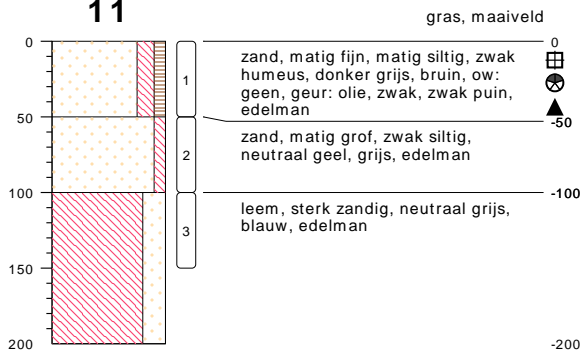 11
gras, maaiveld
0
0
zand, matig fijn, matig siltig, zwak
humeus, donker grijs, bruin, ow:
geen, geur: olie, zwak, zwak puin,
edelman
1
50
-50
zand, matig grof, zwak siltig,
neutraal geel, grijs, edelman
2
100
-100
leem, sterk zandig, neutraal grijs,
blauw, edelman
3
150
200
-200